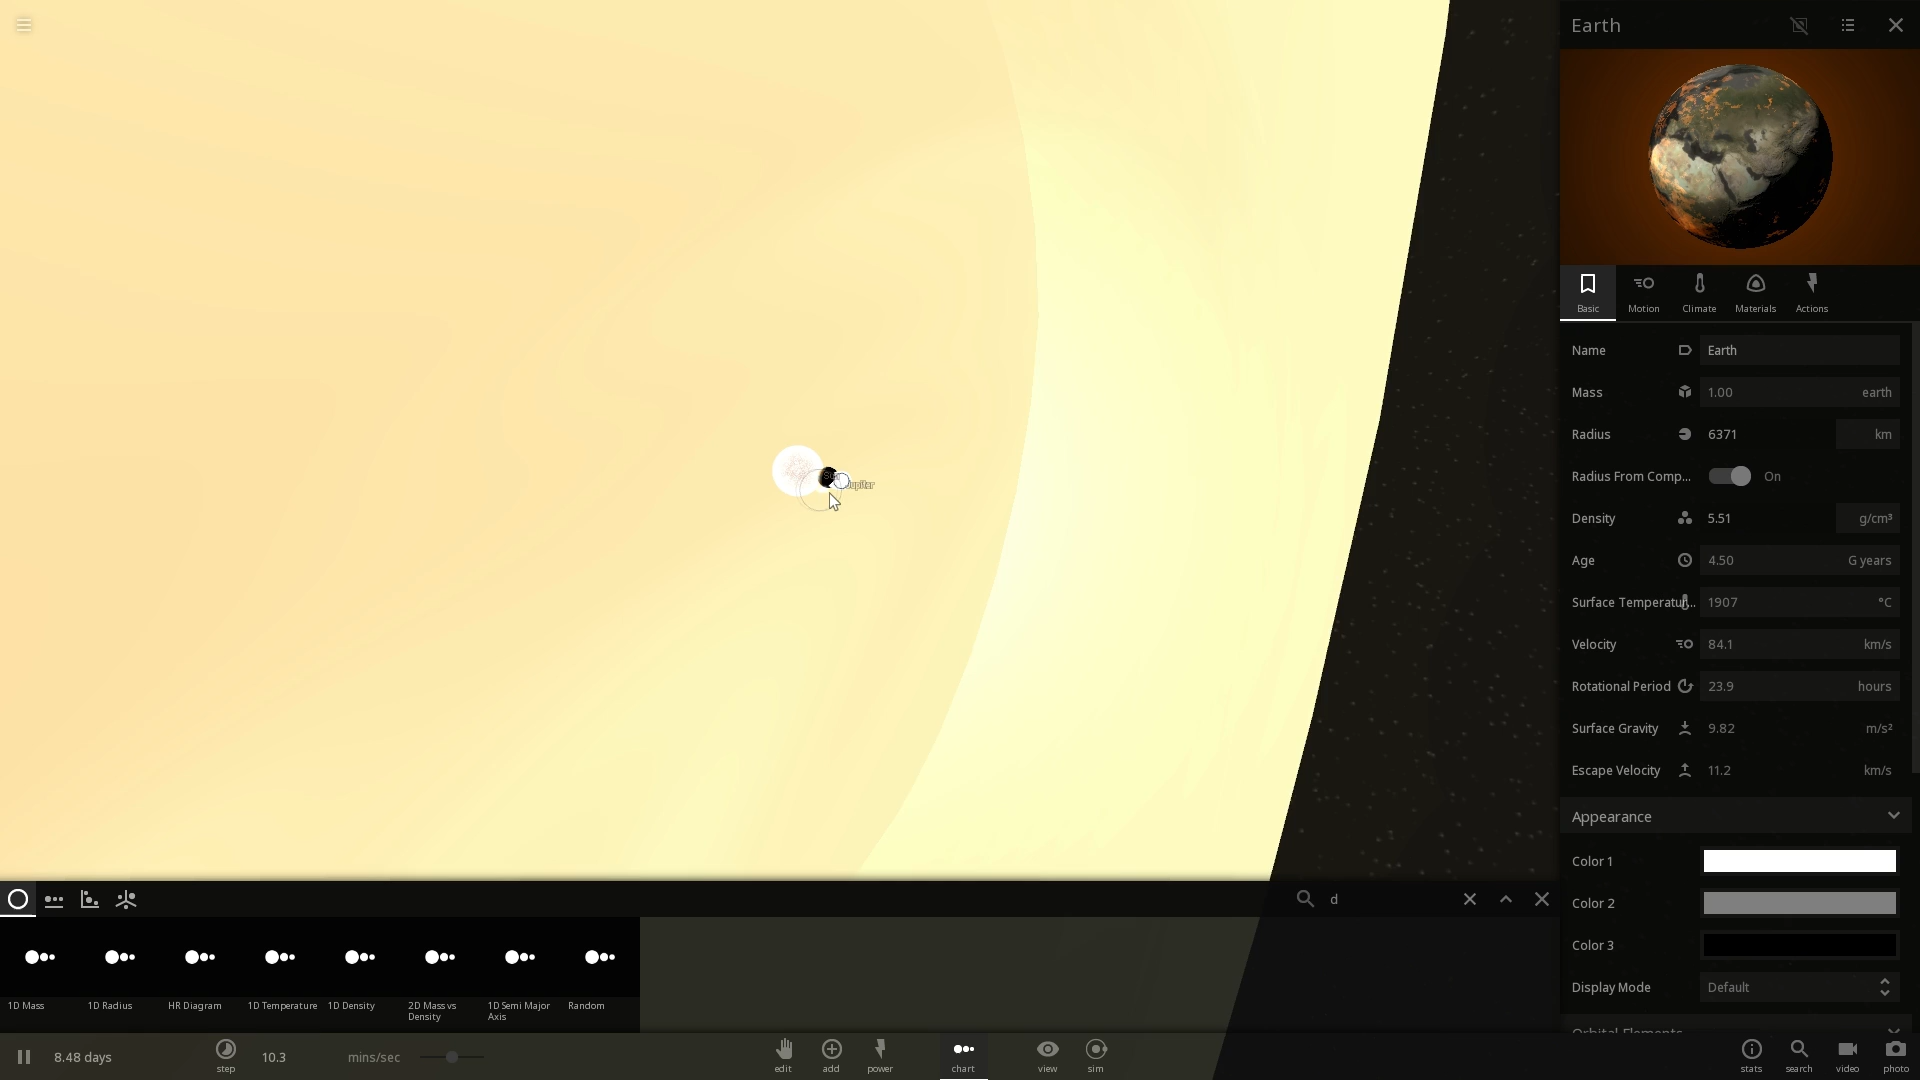 Earth
Basic
Motion
Climate
Materials
Actions
Name Earth
Mass 1.00 earth
Radius 6371 km
Radius From Comp... On
Density 5.51 g/cm³
Age 4.50 G years
Surface Temperatur... 1907 °C
Velocity 84.1 km/s
Rotational Period 23.9 hours
Surface Gravity 9.82 m/s²
Escape Velocity 11.2 km/s
Appearance
Color 1
Color 2
Color 3
Display Mode Default
Orbital Elements
Jupiter
d
1D Mass
1D Radius
HR Diagram
1D Temperature
1D Density
2D Mass vs
Density
1D Semi Major
Axis
Random
8.48 days
step
10.3 mins/sec
edit
add
power
chart
view
sim
stats
search
video
photo